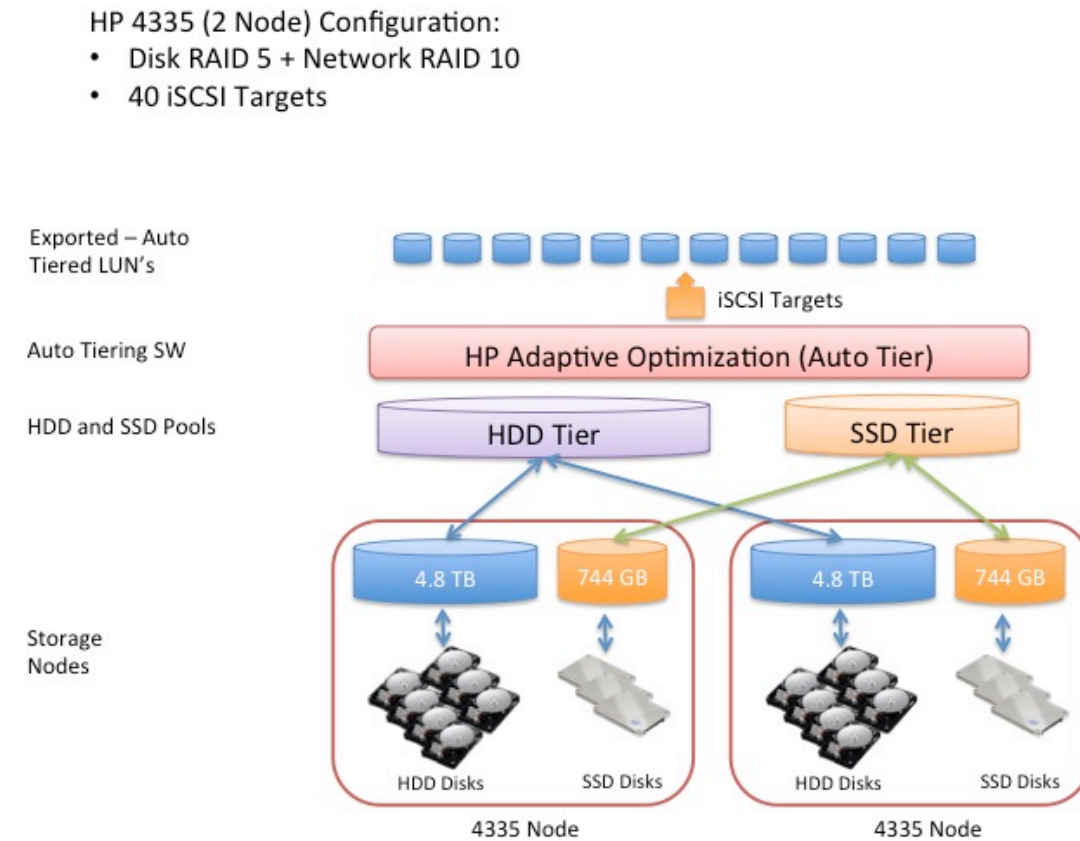 HP 4335 (2 Node) Configuration:
• Disk RAID 5 + Network RAID 10
• 40 iSCSI Targets
Exported – Auto
Tiered LUN's
iSCSI Targets
Auto Tiering SW
HP Adaptive Optimization (Auto Tier)
HDD and SSD Pools
HDD Tier
SSD Tier
4.8 TB
744 GB
4.8 TB
744 GB
Storage
Nodes
HDD Disks
SSD Disks
HDD Disks
SSD Disks
4335 Node
4335 Node